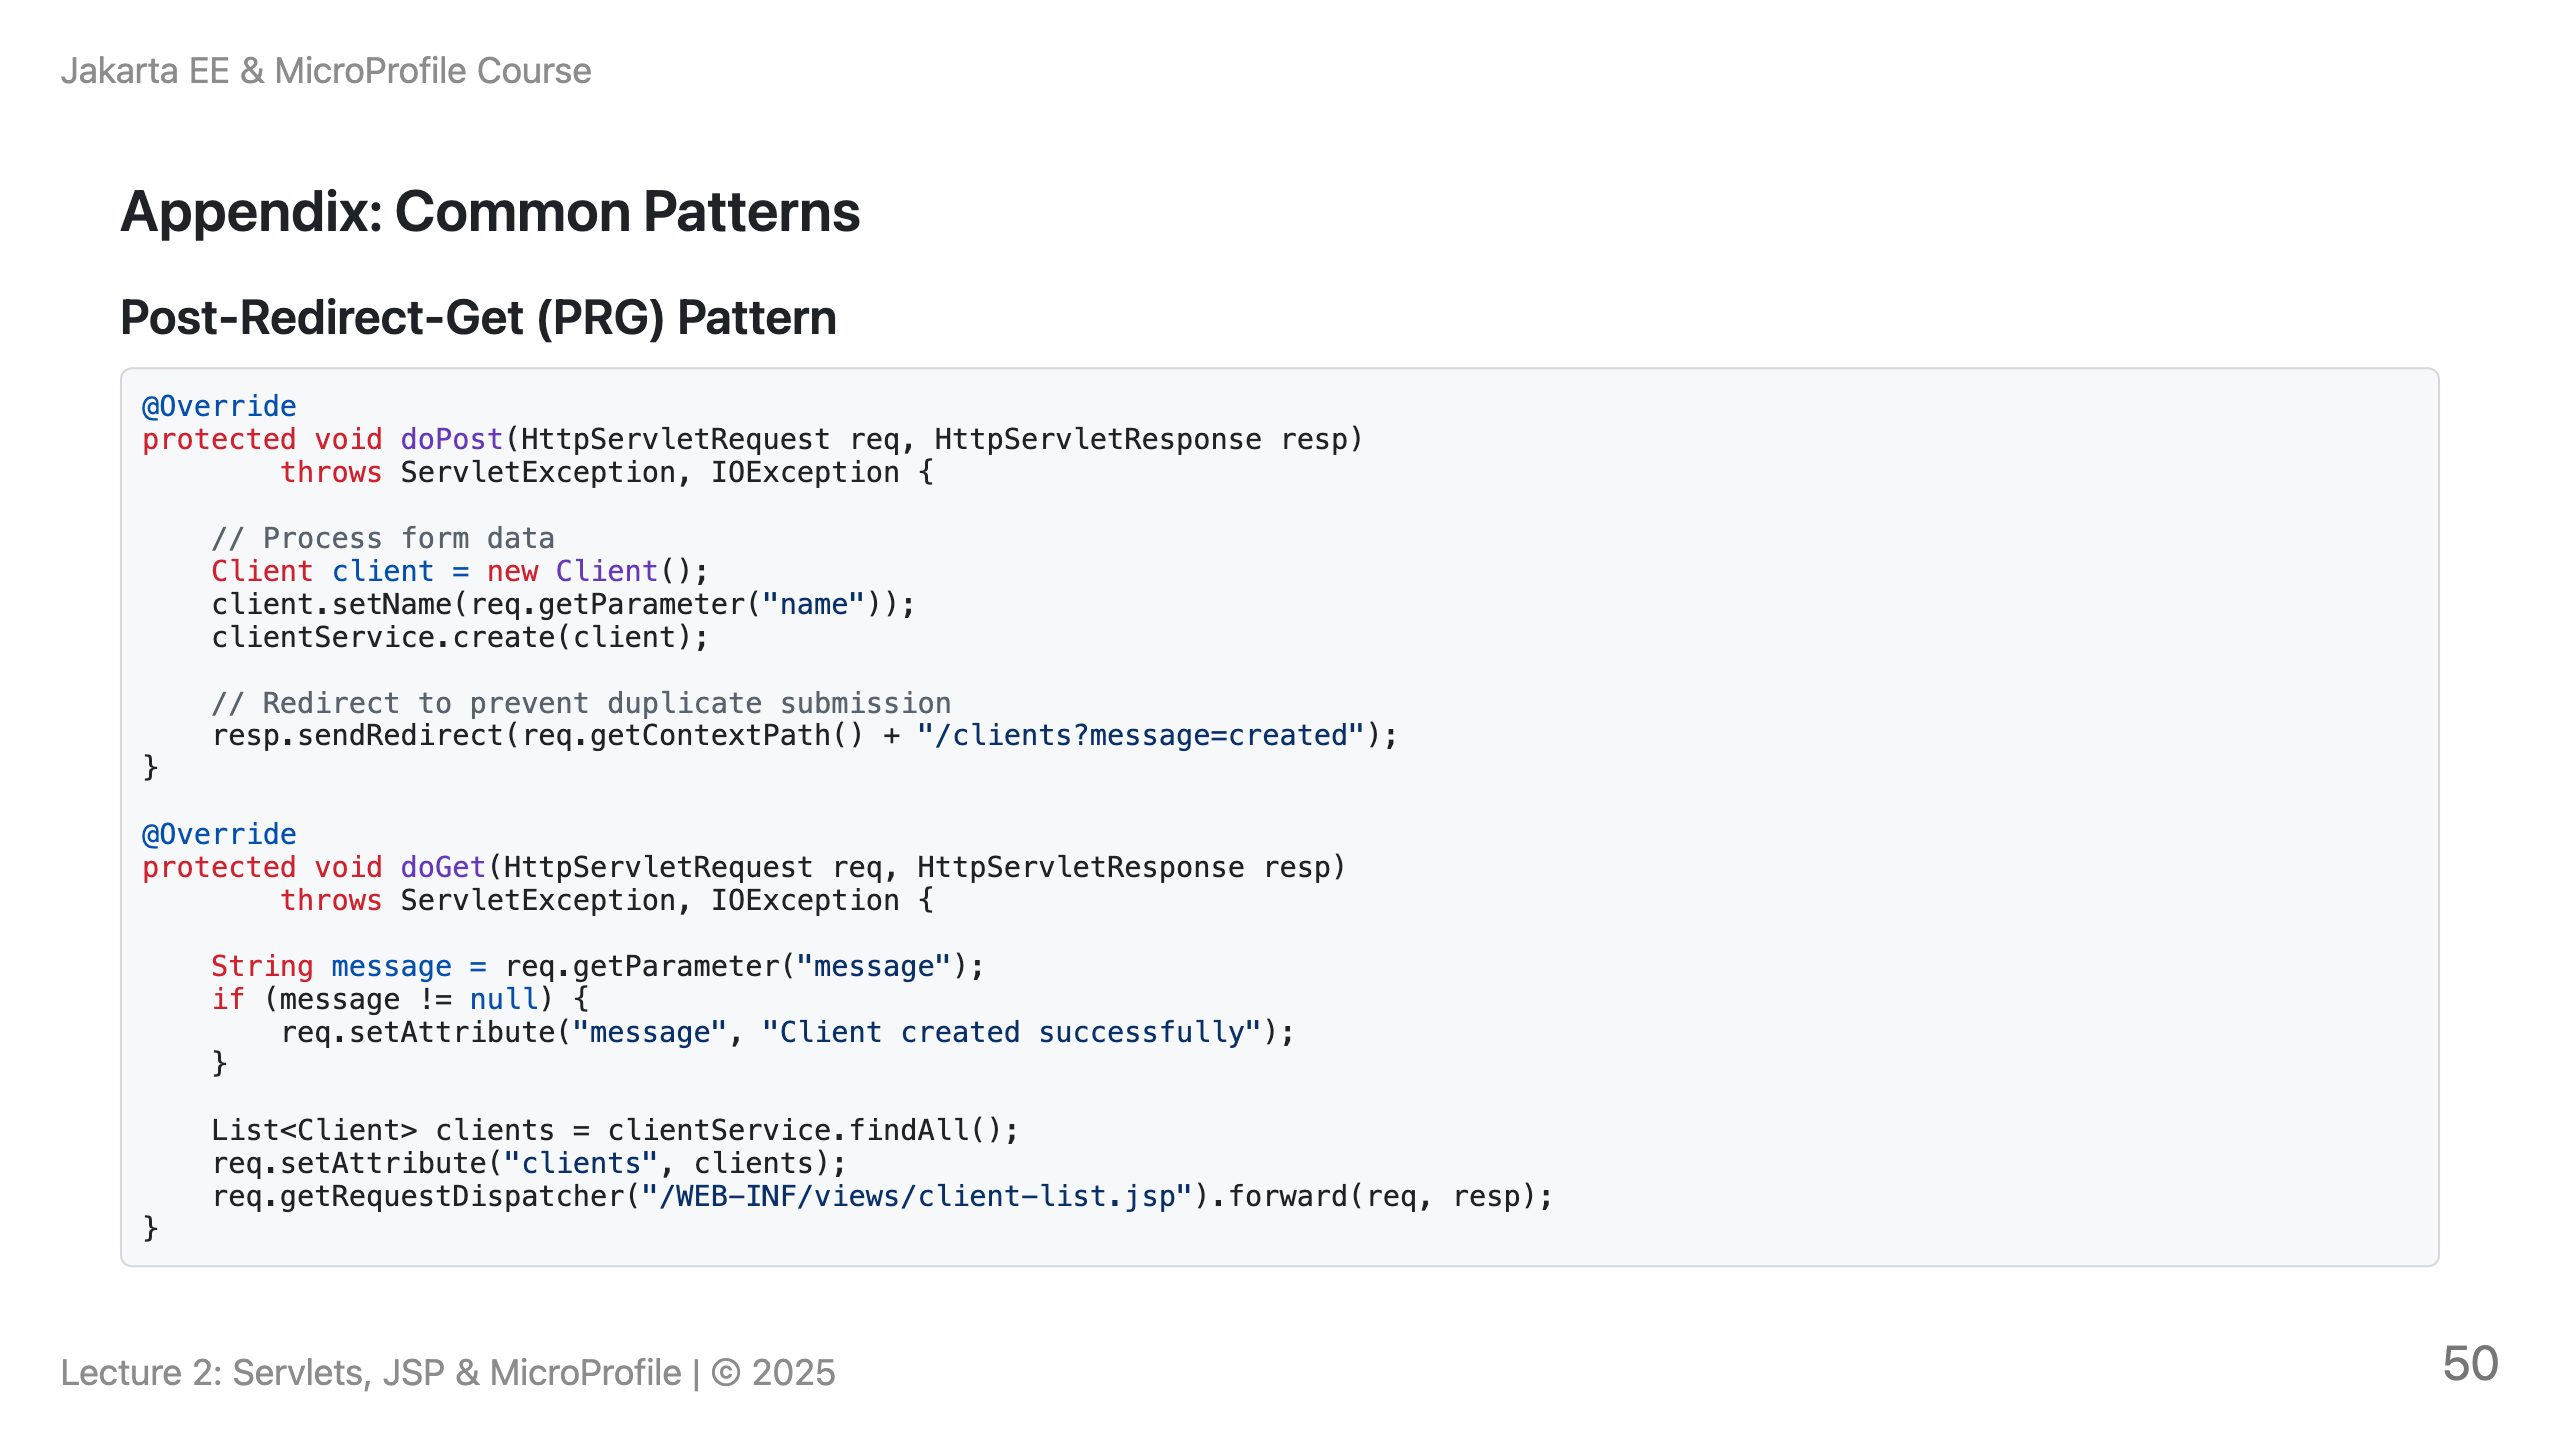 Jakarta EE & MicroProfile Course
Appendix: Common Patterns
Post-Redirect-Get (PRG) Pattern
@Override
protected void doPost(HttpServletRequest req, HttpServletResponse resp)
        throws ServletException, IOException {

    // Process form data
    Client client = new Client();
    client.setName(req.getParameter("name"));
    clientService.create(client);

    // Redirect to prevent duplicate submission
    resp.sendRedirect(req.getContextPath() + "/clients?message=created");
}

@Override
protected void doGet(HttpServletRequest req, HttpServletResponse resp)
        throws ServletException, IOException {

    String message = req.getParameter("message");
    if (message != null) {
        req.setAttribute("message", "Client created successfully");
    }

    List<Client> clients = clientService.findAll();
    req.setAttribute("clients", clients);
    req.getRequestDispatcher("/WEB-INF/views/client-list.jsp").forward(req, resp);
}
Lecture 2: Servlets, JSP & MicroProfile | © 2025
50